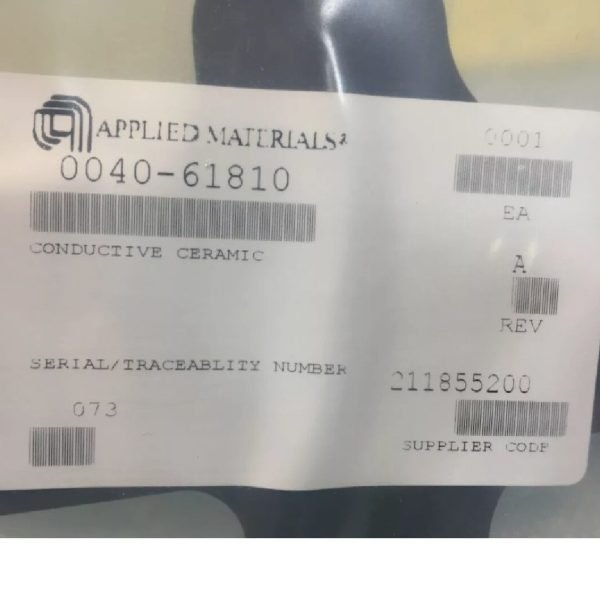 APPLIED MATERIALS
0040-61810
CONDUCTIVE CERAMIC
0001
EA
A
REV
SERIAL/TRACEABLITY NUMBER
073
211855200
SUPPLIER CODE